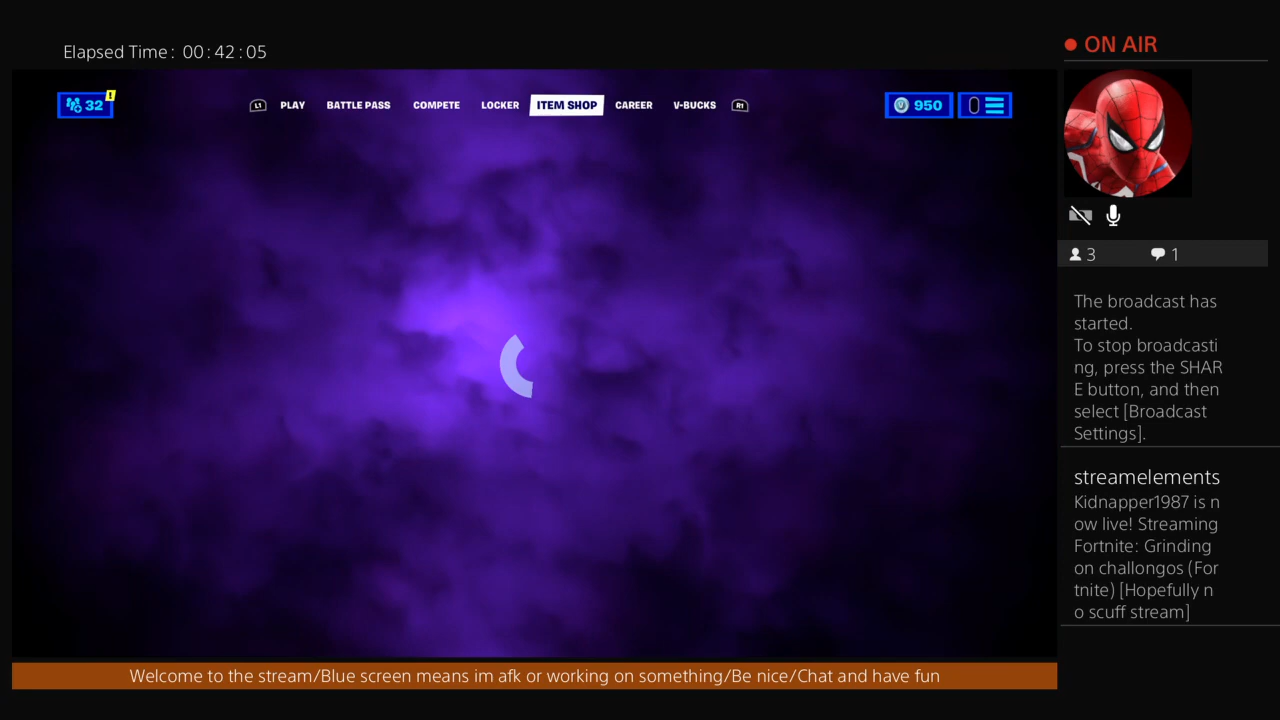 Elapsed Time: 00:42:05
ON AIR
32 !
L1 PLAY BATTLE PASS COMPETE LOCKER ITEM SHOP CAREER V-BUCKS R1
950
3 1
The broadcast has
started.
To stop broadcasti
ng, press the SHAR
E button, and then
select [Broadcast
Settings].
streamelements
Kidnapper1987 is n
ow live! Streaming
Fortnite: Grinding
on challongos (For
tnite) [Hopefully n
o scuff stream]
Welcome to the stream/Blue screen means im afk or working on something/Be nice/Chat and have fun